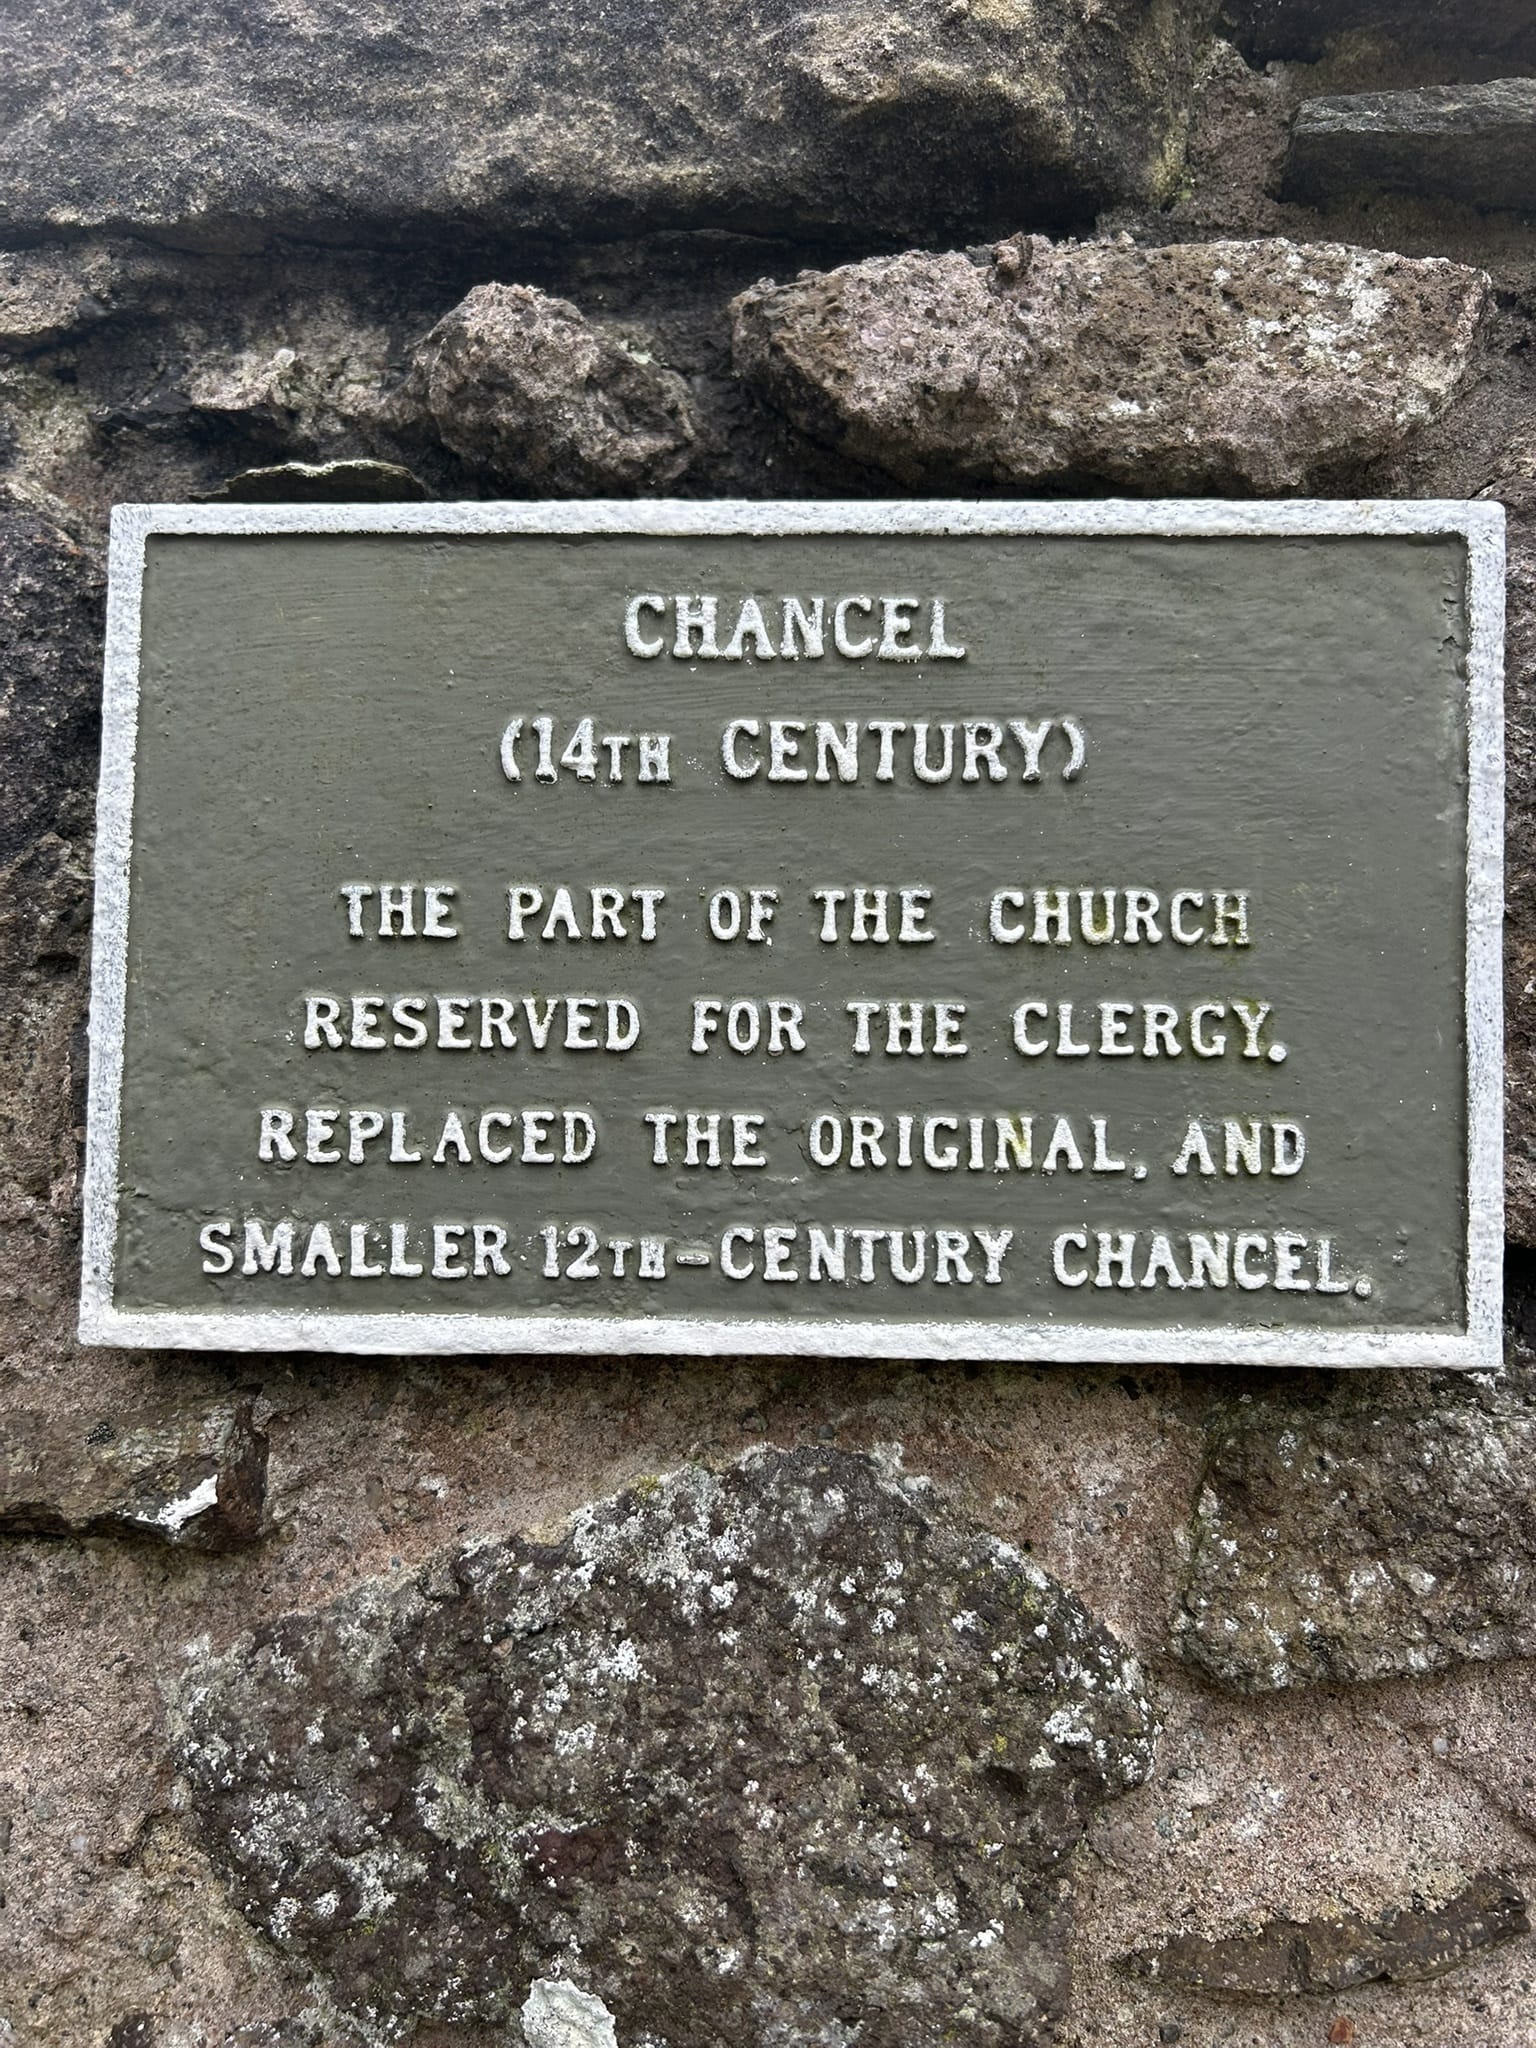 CHANCEL
(14TH CENTURY)
THE PART OF THE CHURCH
RESERVED FOR THE CLERGY.
REPLACED THE ORIGINAL, AND
SMALLER 12TH-CENTURY CHANCEL.